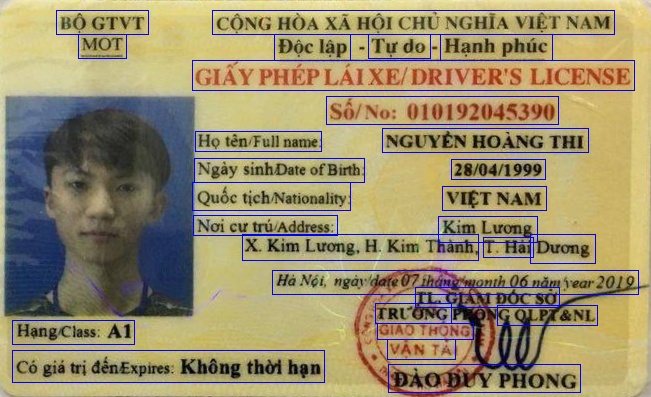 BỘ GTVT
MOT
CỘNG HÒA XÃ HỘI CHỦ NGHĨA VIỆT NAM
Độc lập - Tự do - Hạnh phúc
GIẤY PHÉP LÁI XE/ DRIVER'S LICENSE
Số/ No: 010192045390
Họ tên/Full name: NGUYỄN HOÀNG THI
Ngày sinh/Date of Birth: 28/04/1999
Quốc tịch/Nationality: VIỆT NAM
Nơi cư trú/Address: Kim Lương
X. Kim Lương, H. Kim Thành, T. Hải Dương
Hà Nội, ngày/date 07 tháng/month 06 năm/year 2019
TL. GIÁM ĐỐC SỞ
TRƯỞNG PHÒNG QLPT&NL
GIAO THÔNG
VẬN TẢI
ĐÀO DUY PHONG
Hạng/Class: A1
Có giá trị đến/Expires: Không thời hạn